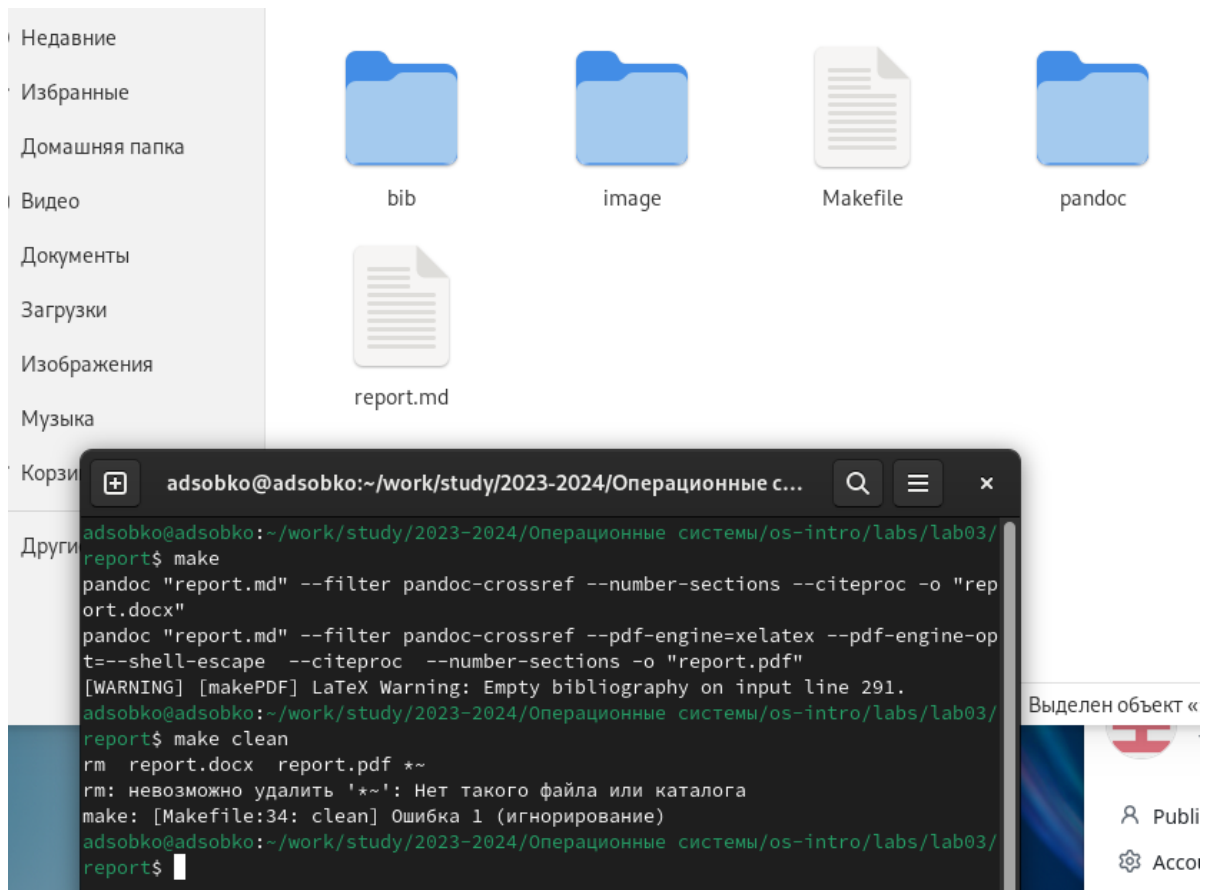 Недавние
Избранные
Домашняя папка
Видео
Документы
Загрузки
Изображения
Музыка
bib
image
Makefile
pandoc
report.md
adsobko@adsobko:~/work/study/2023-2024/Операционные с...
adsobko@adsobko:~/work/study/2023-2024/Операционные системы/os-intro/labs/lab03/
report$ make
pandoc "report.md" --filter pandoc-crossref --number-sections --citeproc -o "rep
ort.docx"
pandoc "report.md" --filter pandoc-crossref --pdf-engine=xelatex --pdf-engine-op
t=--shell-escape  --citeproc  --number-sections -o "report.pdf"
[WARNING] [makePDF] LaTeX Warning: Empty bibliography on input line 291.
adsobko@adsobko:~/work/study/2023-2024/Операционные системы/os-intro/labs/lab03/
report$ make clean
rm  report.docx  report.pdf *~
rm: невозможно удалить '*~': Нет такого файла или каталога
make: [Makefile:34: clean] Ошибка 1 (игнорирование)
adsobko@adsobko:~/work/study/2023-2024/Операционные системы/os-intro/labs/lab03/
report$
Выделен объект «